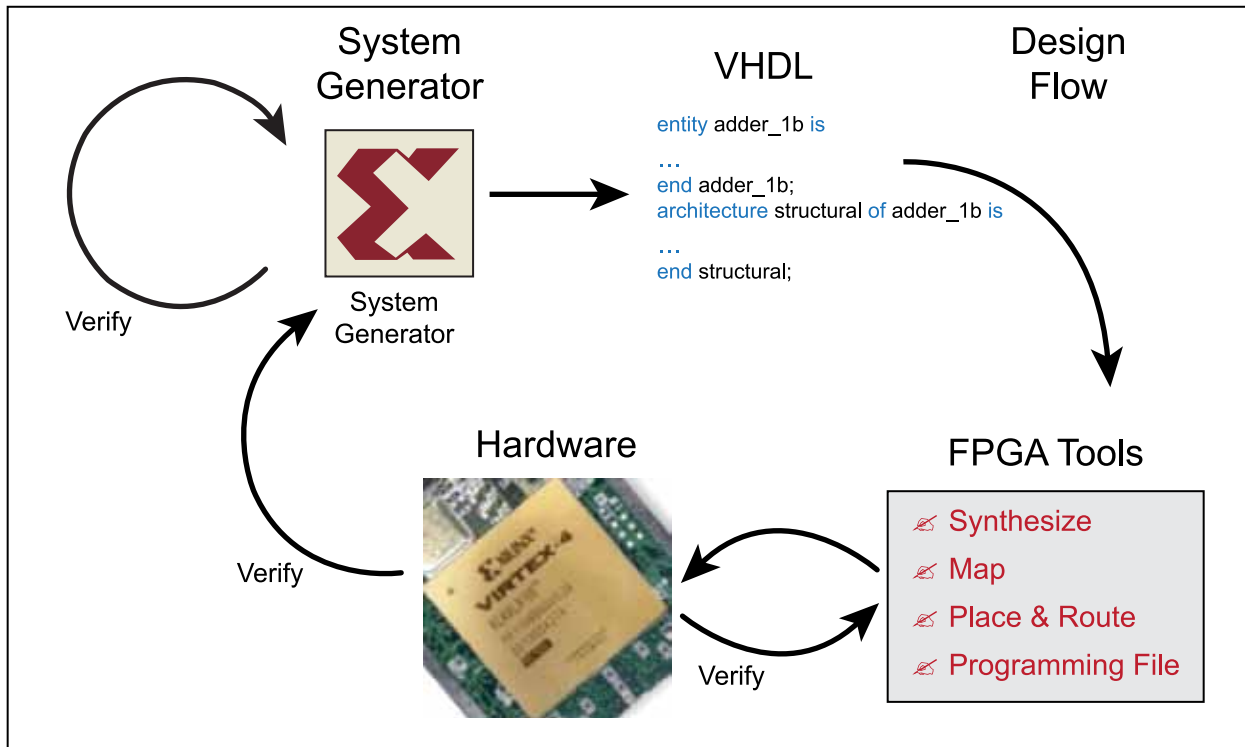 System
Generator
VHDL
Design
Flow
entity adder_1b is
...
end adder_1b;
architecture structural of adder_1b is
...
end structural;
System
Generator
Verify
Hardware
FPGA Tools
XILINX
VIRTEX-4
Synthesize
Map
Place & Route
Programming File
Verify
Verify